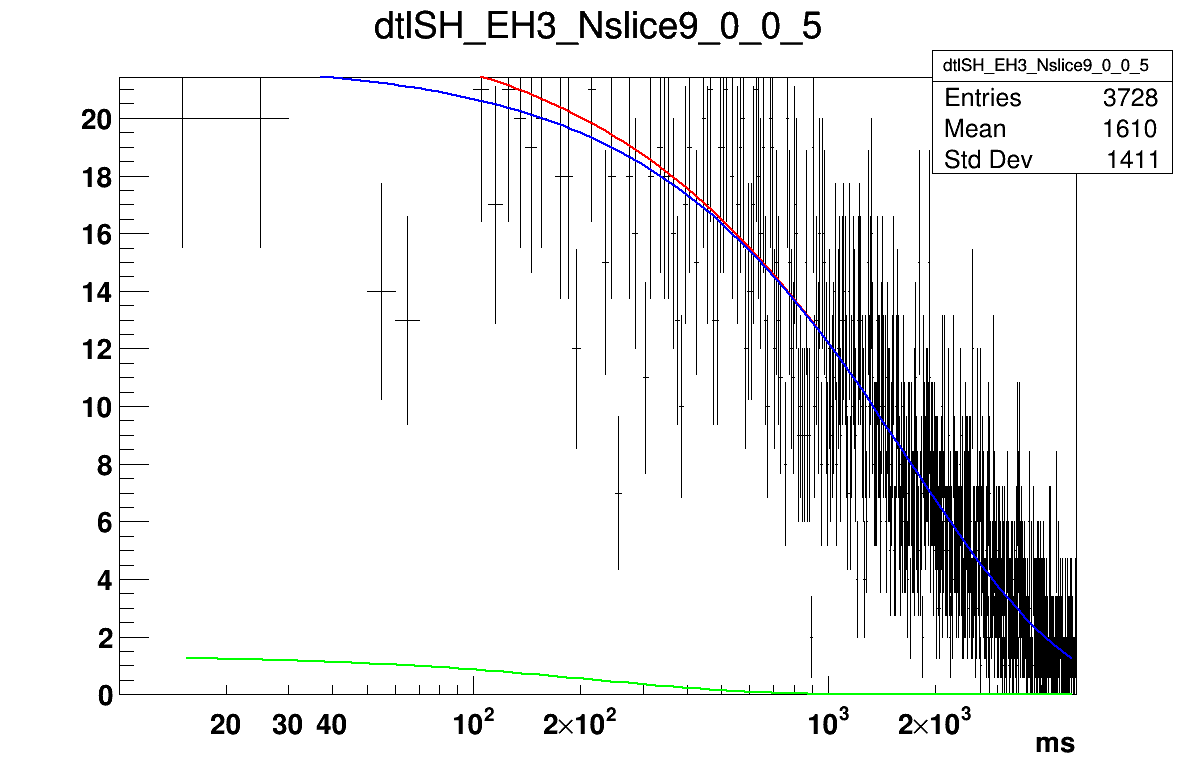 dtlSH_EH3_Nslice9_0_0_5
dtlSH_EH3_Nslice9_0_0_5
Entries 3728
Mean 1610
Std Dev 1411
20
18
16
14
12
10
8
6
4
2
0
20 30 40 10² 2×10² 10³ 2×10³
ms